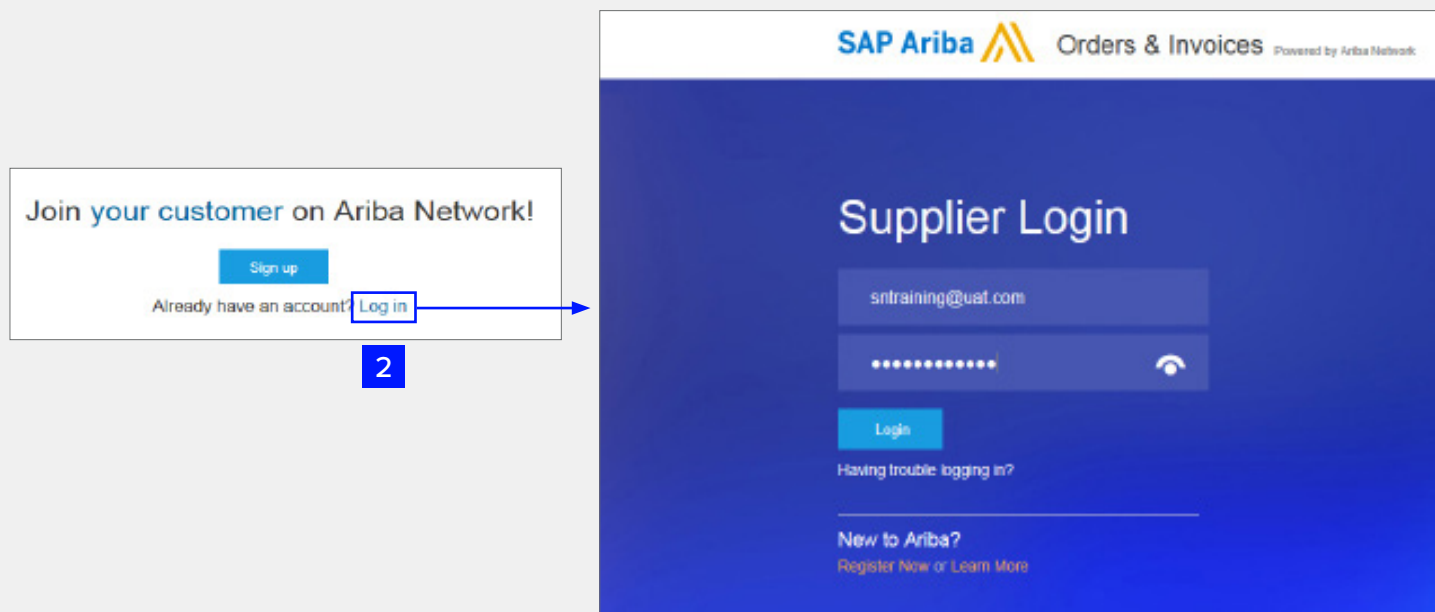 Join your customer on Ariba Network!
Sign up
Already have an account? Log in
2
SAP Ariba Orders & Invoices Powered by Ariba Network
Supplier Login
sntraining@uat.com
••••••••••••
Login
Having trouble logging in?
New to Ariba?
Register Now or Learn More